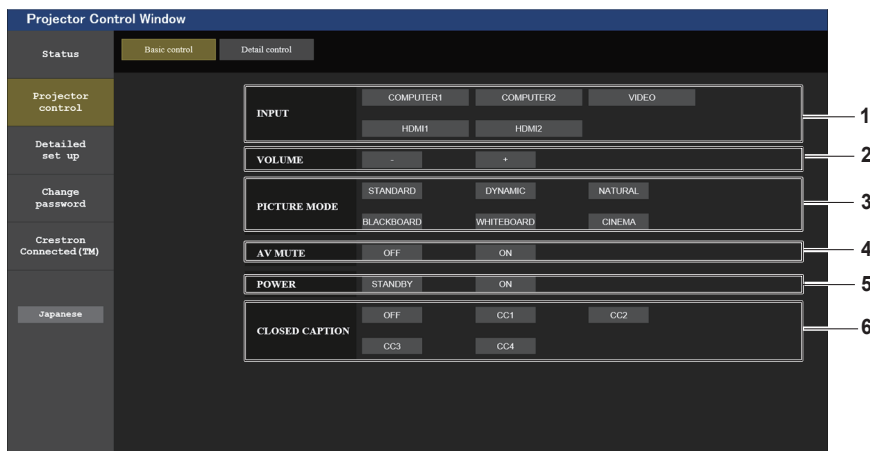 Projector Control Window
Status
Basic control
Detail control
Projector
control
Detailed
set up
Change
password
Crestron
Connected(TM)
Japanese
INPUT
COMPUTER1
COMPUTER2
VIDEO
HDMI1
HDMI2
1
VOLUME
-
+
2
PICTURE MODE
STANDARD
DYNAMIC
NATURAL
BLACKBOARD
WHITEBOARD
CINEMA
3
AV MUTE
OFF
ON
4
POWER
STANDBY
ON
5
CLOSED CAPTION
OFF
CC1
CC2
CC3
CC4
6